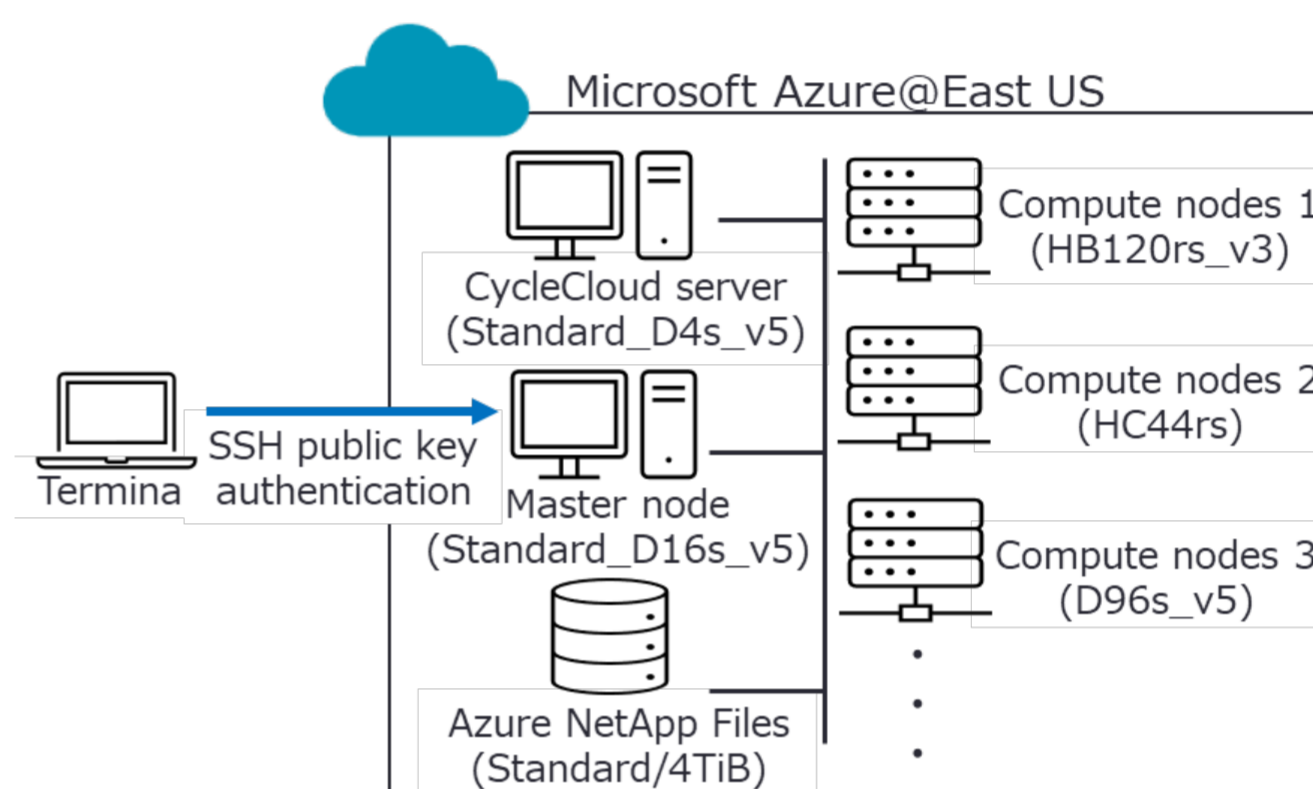 Microsoft Azure@East US
CycleCloud server
(Standard_D4s_v5)
Compute nodes 1
(HB120rs_v3)
Compute nodes 2
(HC44rs)
Termina
SSH public key
authentication
Master node
(Standard_D16s_v5)
Compute nodes 3
(D96s_v5)
Azure NetApp Files
(Standard/4TiB)